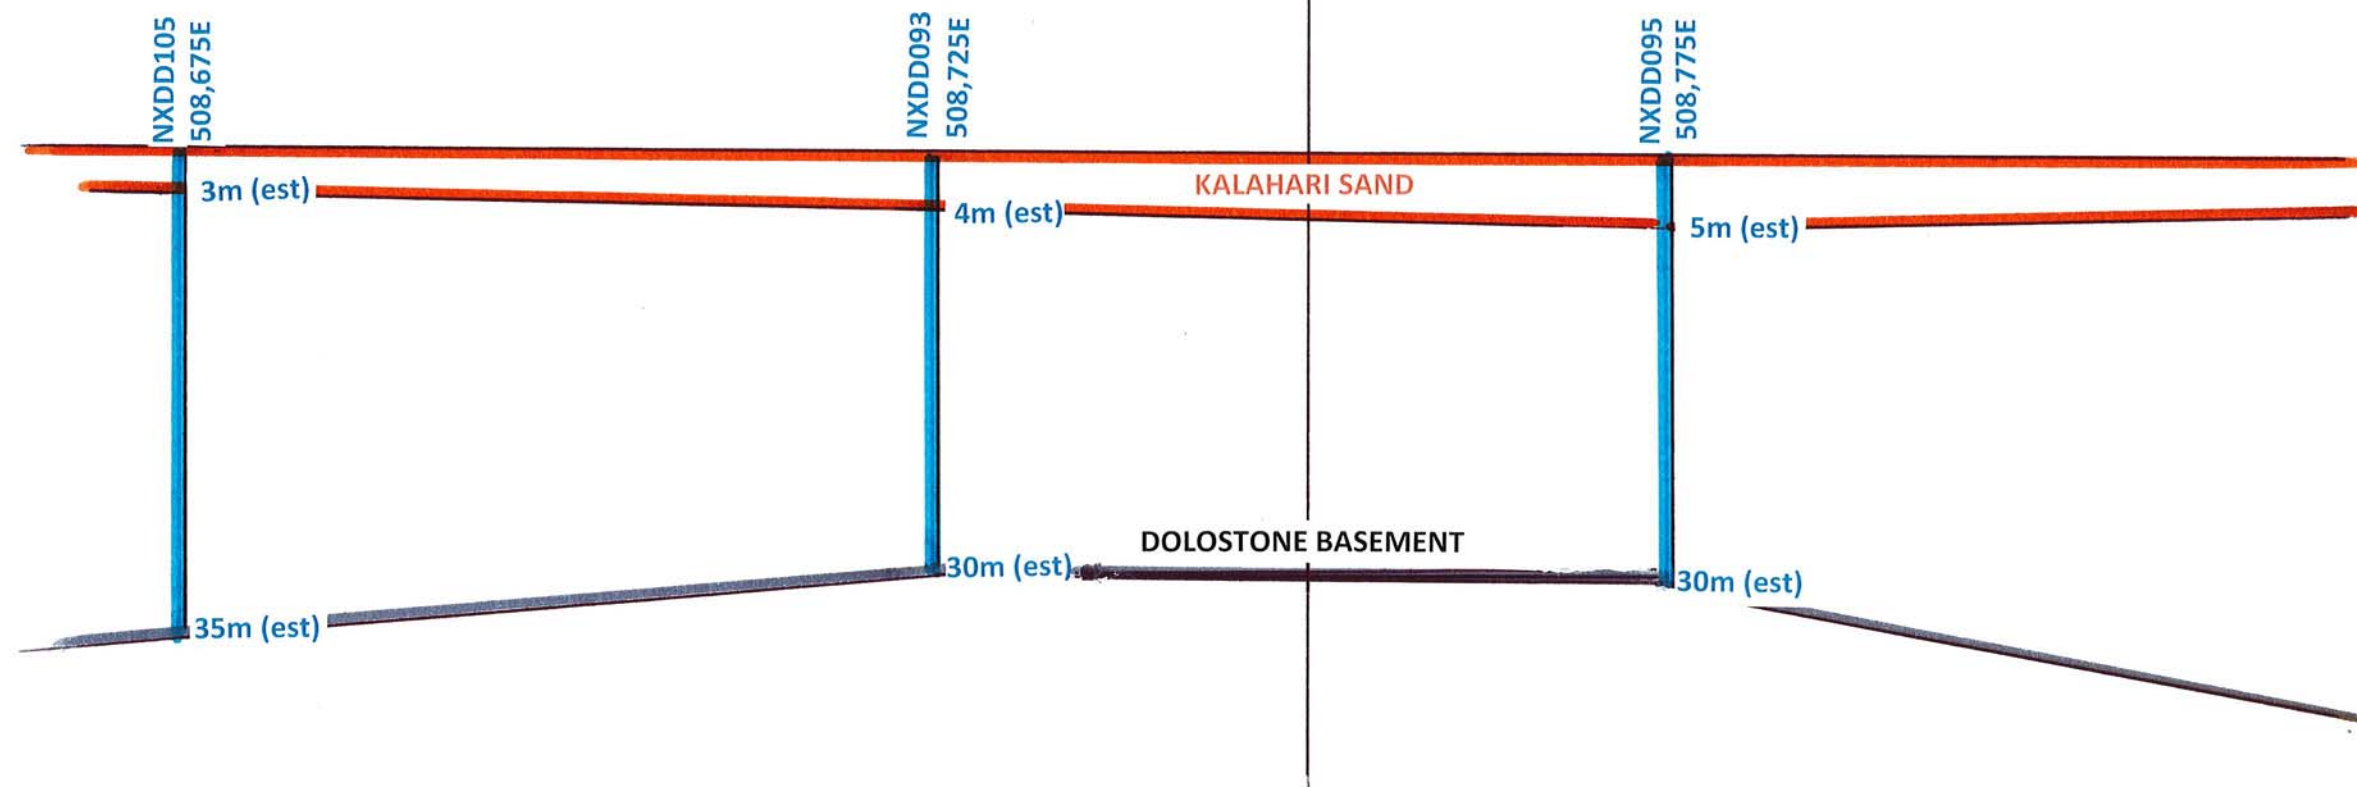 NXDD105
508,675E
NXDD093
508,725E
NXDD095
508,775E
3m (est)
KALAHARI SAND
4m (est)
5m (est)
DOLOSTONE BASEMENT
30m (est)
30m (est)
35m (est)